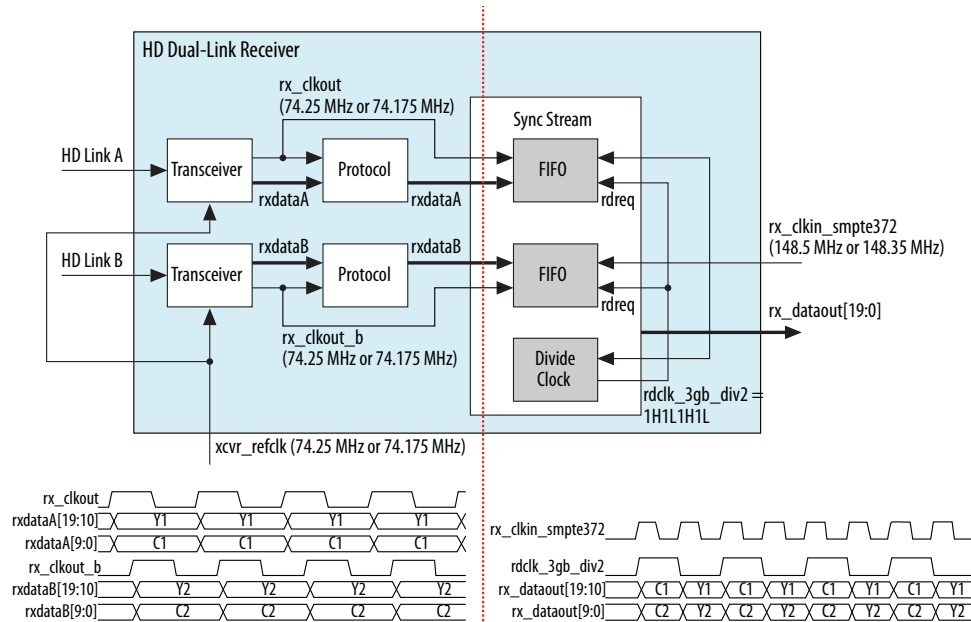 HD Dual-Link Receiver
rx_clkout
(74.25 MHz or 74.175 MHz)
Sync Stream
HD Link A
Transceiver
Protocol
FIFO
rxdataA
rxdataA
rdreq
rx_clkin_smpte372
(148.5 MHz or 148.35 MHz)
HD Link B
rxdataB
rxdataB
Transceiver
Protocol
FIFO
rdreq
rx_dataout[19:0]
rx_clkout_b
(74.25 MHz or 74.175 MHz)
Divide
Clock
rdclk_3gb_div2 =
1H1L1H1L
xcvr_refclk (74.25 MHz or 74.175 MHz)
rx_clkout
rxdataA[19:10] Y1 Y1 Y1 Y1
rxdataA[9:0] C1 C1 C1 C1
rx_clkout_b
rxdataB[19:10] Y2 Y2 Y2 Y2
rxdataB[9:0] C2 C2 C2 C2
rx_clkin_smpte372
rdclk_3gb_div2
rx_dataout[19:10] C1 Y1 C1 Y1 C1 Y1 C1 Y1
rx_dataout[9:0] C2 Y2 C2 Y2 C2 Y2 C2 Y2